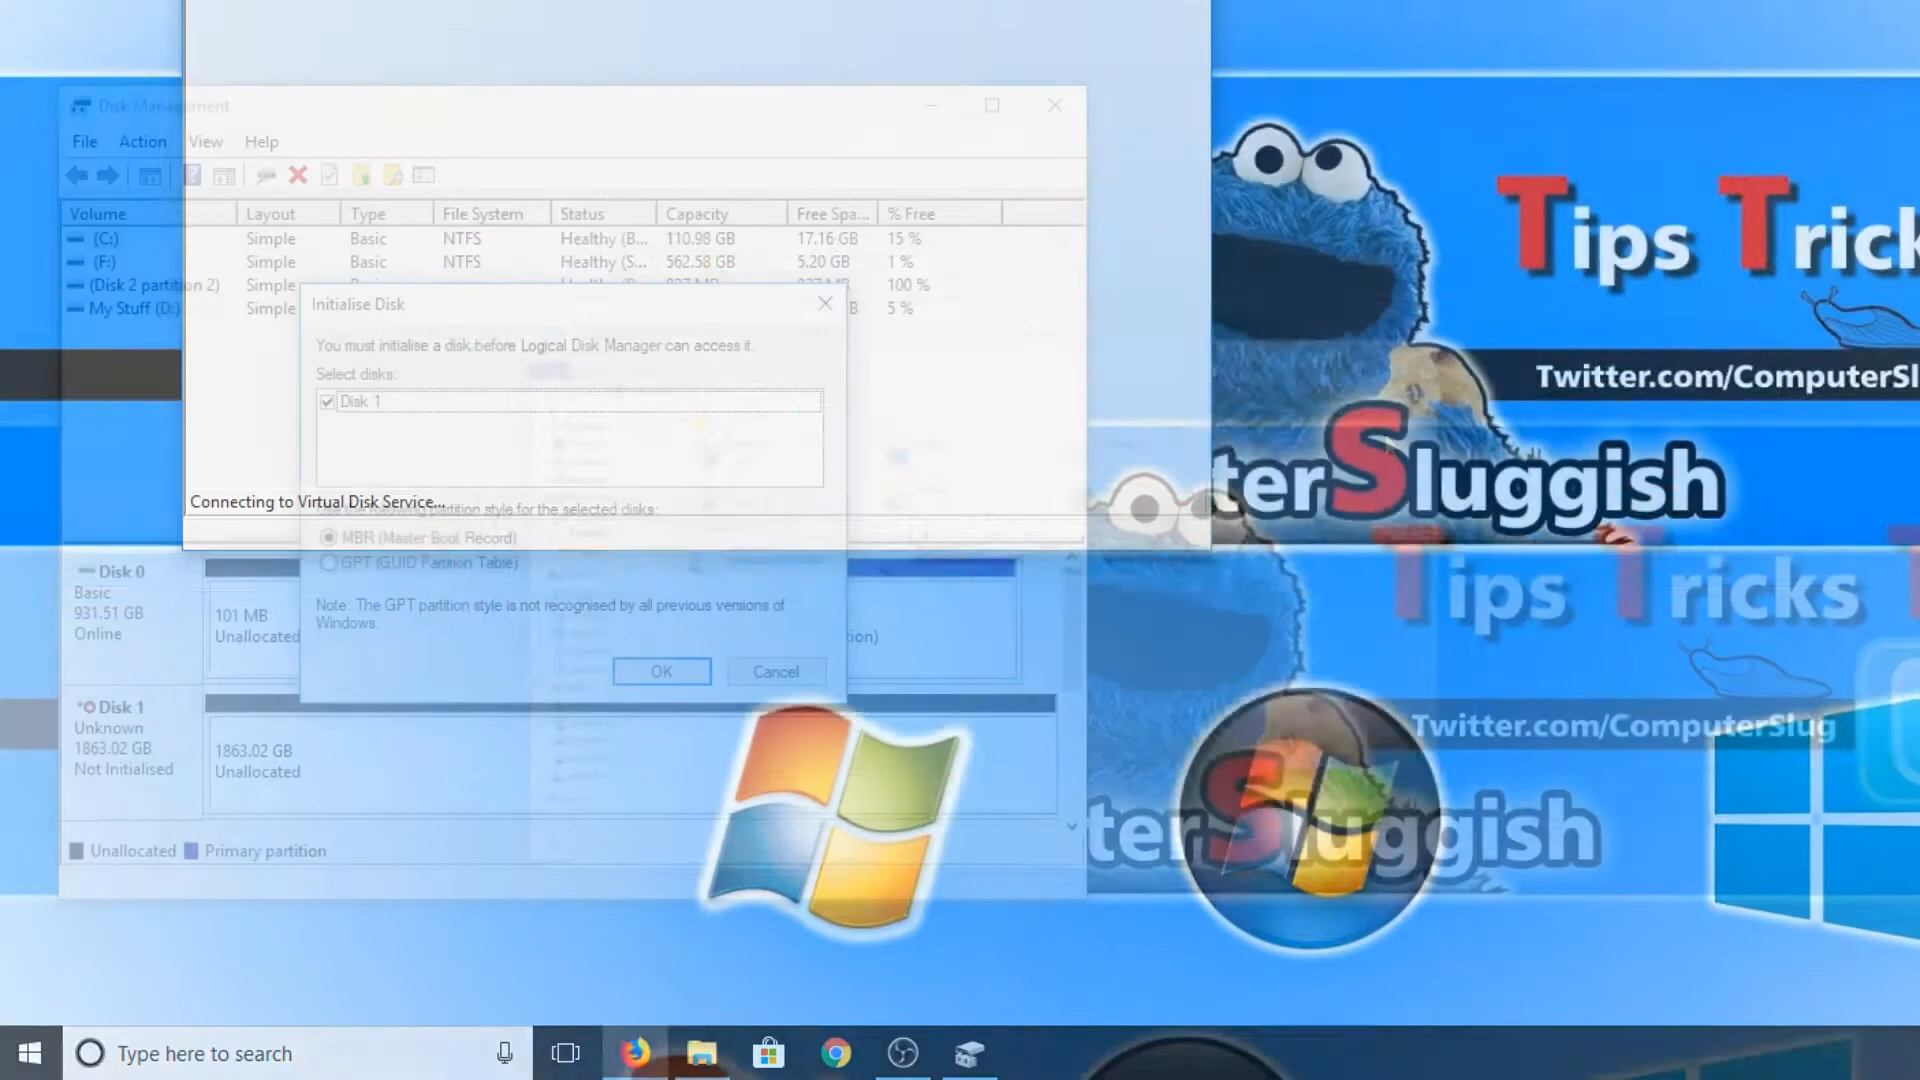 Disk Management
File Action View Help
Volume Layout Type File System Status Capacity Free Spa... % Free
(C:) Simple Basic NTFS Healthy (B... 110.98 GB 17.16 GB 15 %
(F:) Simple Basic NTFS Healthy (S... 562.58 GB 5.20 GB 1 %
(Disk 2 partition 2) Simple 100 %
My Stuff (D:) Simple B 5 %
Initialise Disk
You must initialise a disk before Logical Disk Manager can access it.
Select disks:
Disk 1
Connecting to Virtual Disk Service...
Use the following partition style for the selected disks:
MBR (Master Boot Record)
GPT (GUID Partition Table)
Note: The GPT partition style is not recognised by all previous versions of
Windows.
OK Cancel
Disk 0
Basic
931.51 GB
Online
101 MB
Unallocated
tion)
Disk 1
Unknown
1863.02 GB
Not Initialised
1863.02 GB
Unallocated
Unallocated Primary partition
Tips Trick
Twitter.com/ComputerSl
terSluggish
Tips Tricks T
Twitter.com/ComputerSlug
terSluggish
Type here to search